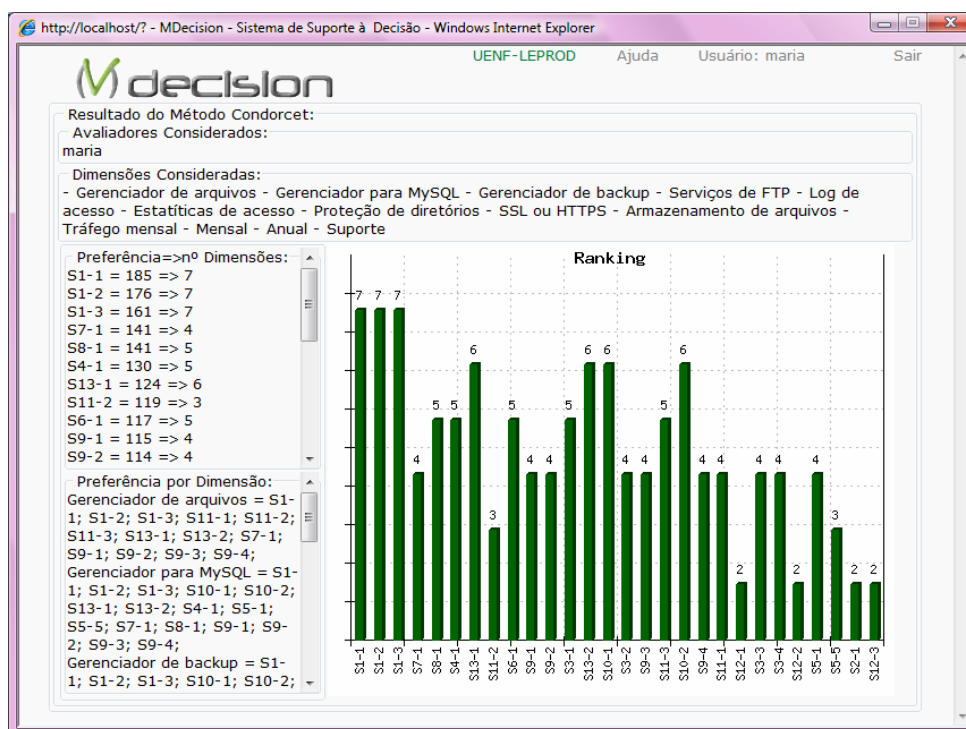 http://localhost/? - MDecision - Sistema de Suporte à Decisão - Windows Internet Explorer
UENF-LEPROD Ajuda Usuário: maria Sair
Mdecision
Resultado do Método Condorcet:
Avaliadores Considerados:
maria
Dimensões Consideradas:
- Gerenciador de arquivos - Gerenciador para MySQL - Gerenciador de backup - Serviços de FTP - Log de
acesso - Estatíticas de acesso - Proteção de diretórios - SSL ou HTTPS - Armazenamento de arquivos -
Tráfego mensal - Mensal - Anual - Suporte
Preferência=>nº Dimensões:
S1-1 = 185 => 7
S1-2 = 176 => 7
S1-3 = 161 => 7
S7-1 = 141 => 4
S8-1 = 141 => 5
S4-1 = 130 => 5
S13-1 = 124 => 6
S11-2 = 119 => 3
S6-1 = 117 => 5
S9-1 = 115 => 4
S9-2 = 114 => 4
Preferência por Dimensão:
Gerenciador de arquivos = S1-
1; S1-2; S1-3; S11-1; S11-2;
S11-3; S13-1; S13-2; S7-1;
S9-1; S9-2; S9-3; S9-4;
Gerenciador para MySQL = S1-
1; S1-2; S1-3; S10-1; S10-2;
S13-1; S13-2; S4-1; S5-1;
S5-5; S7-1; S8-1; S9-1; S9-
2; S9-3; S9-4;
Gerenciador de backup = S1-
1; S1-2; S1-3; S10-1; S10-2;
Ranking
7 7 7 4 5 5 6 3 5 4 4 5 6 6 4 4 5 6 4 4 2 4 4 2 4 3 2 2
S1-1 S1-2 S1-3 S7-1 S8-1 S4-1 S13-1 S11-2 S6-1 S9-1 S9-2 S3-1 S13-2 S10-1 S3-2 S9-3 S11-3 S10-2 S9-4 S11-1 S12-1 S3-3 S3-4 S12-2 S5-1 S5-5 S2-1 S12-3